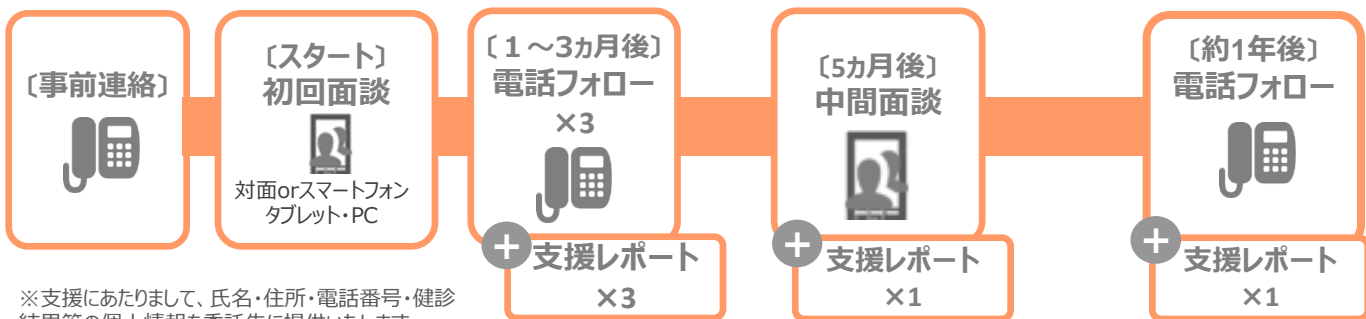 〔事前連絡〕
〔スタート〕
初回面談
対面orスマートフォン
タブレット・PC
〔1～3ヵ月後〕
電話フォロー
×3
+
支援レポート
×3
〔5ヵ月後〕
中間面談
+
支援レポート
×1
〔約1年後〕
電話フォロー
+
支援レポート
×1
※支援にあたりまして、氏名・住所・電話番号・健診